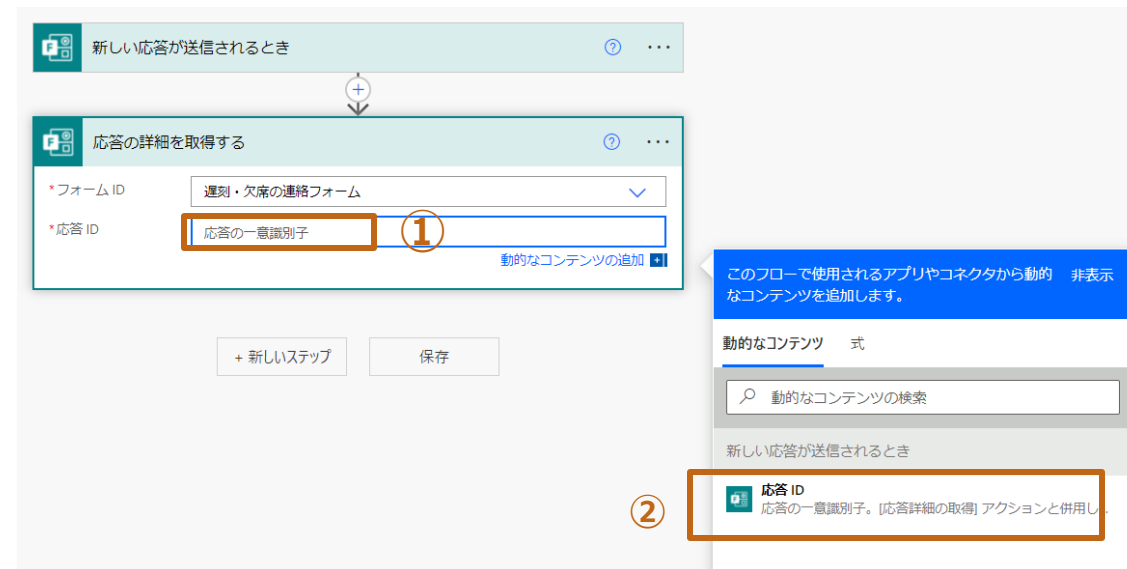 新しい応答が送信されるとき
応答の詳細を取得する
*フォーム ID
遅刻・欠席の連絡フォーム
*応答 ID
応答の一意識別子
①
動的なコンテンツの追加
+ 新しいステップ
保存
このフローで使用されるアプリやコネクタから動的
なコンテンツを追加します。
非表示
動的なコンテンツ
式
動的なコンテンツの検索
新しい応答が送信されるとき
②
応答 ID
応答の一意識別子。[応答詳細の取得] アクションと併用し...